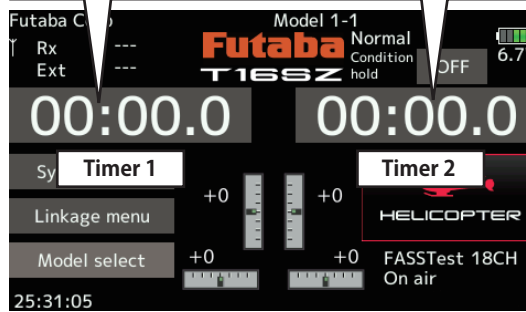 Futaba Co
Model 1-1
Rx ---
Ext ---
Futaba
T16SZ
Normal
Condition
hold
OFF
6.7
00:00.0
00:00.0
Timer 1
Timer 2
Sy
+0
+0
HELICOPTER
Linkage menu
Model select
+0
+0
FASSTest 18CH
On air
25:31:05